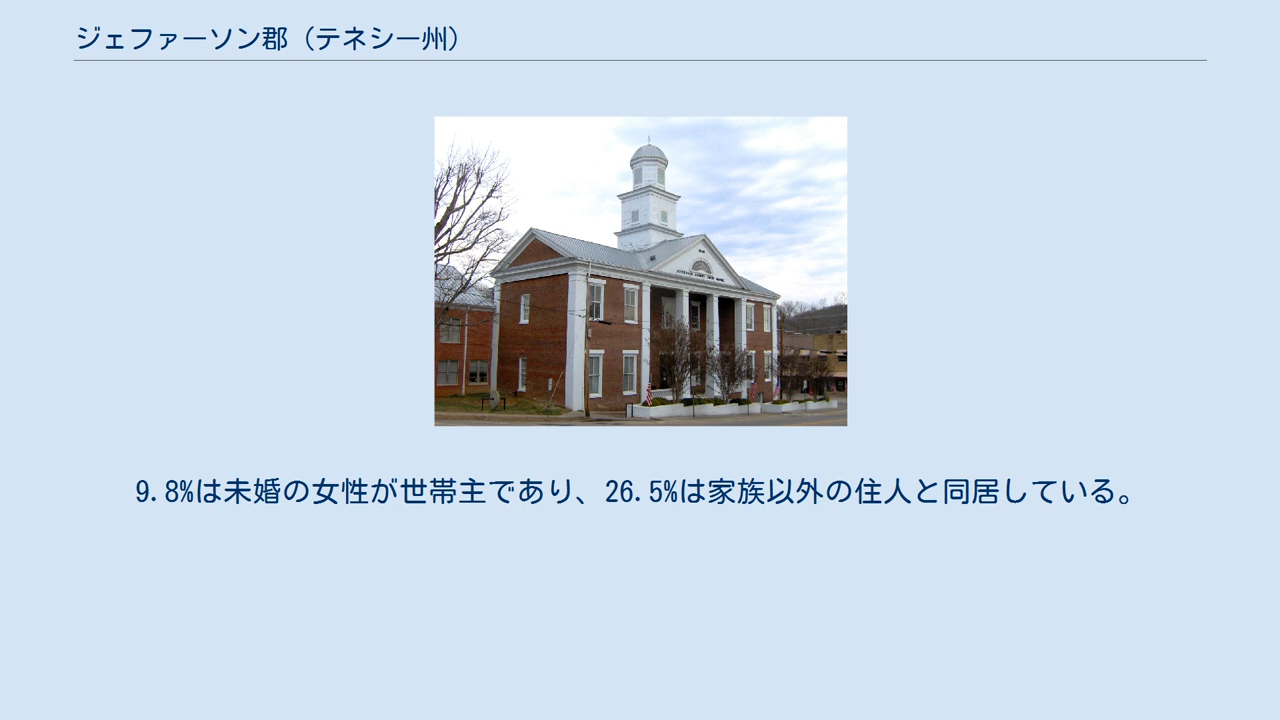 ジェファーソン郡（テネシー州）
9.8%は未婚の女性が世帯主であり、26.5%は家族以外の住人と同居している。